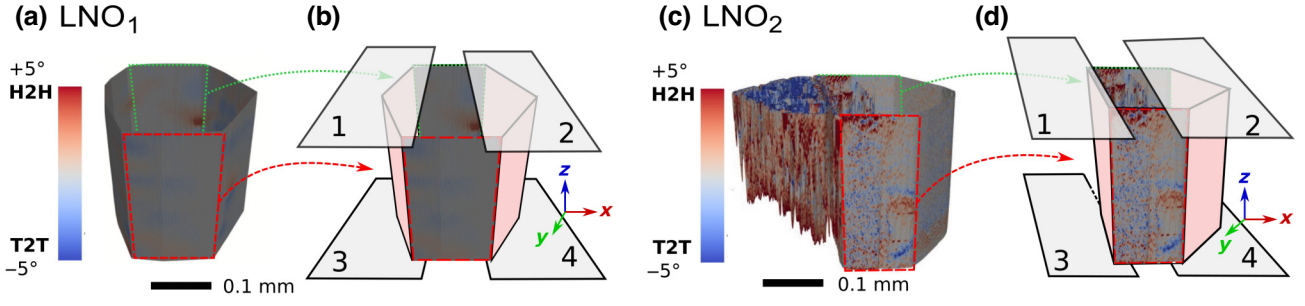 (a) LNO₁
+5°
H2H
T2T
−5°
0.1 mm
(b)
1
2
3
4
z
x
y
(c) LNO₂
+5°
H2H
T2T
−5°
0.1 mm
(d)
1
2
3
4
z
x
y